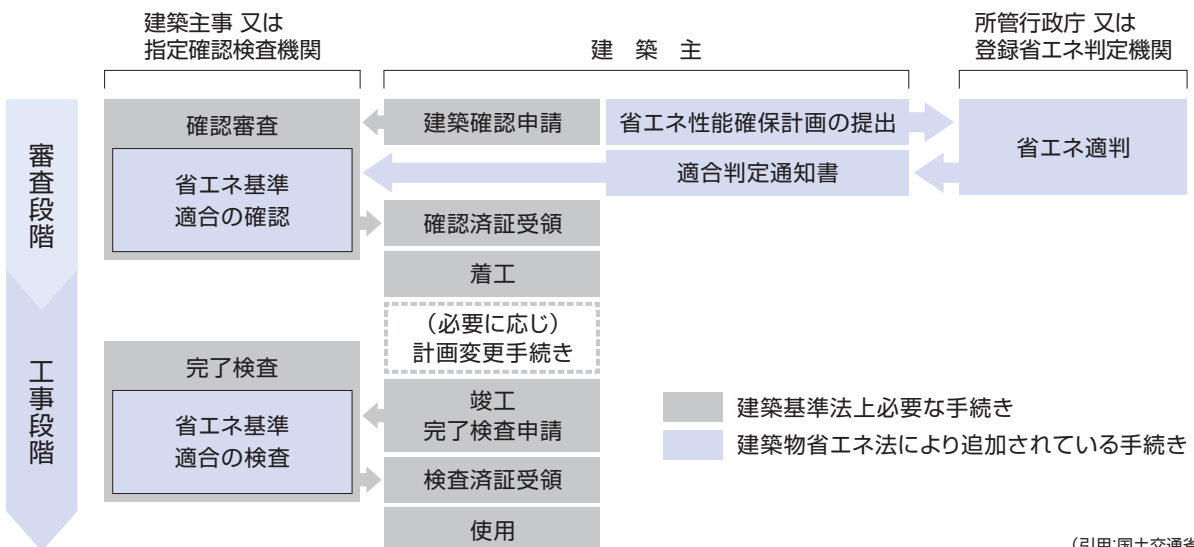 建築主事 又は
指定確認検査機関
建 築 主
所管行政庁 又は
登録省エネ判定機関
審査段階
確認審査
省エネ基準
適合の確認
建築確認申請
省エネ性能確保計画の提出
適合判定通知書
省エネ適判
確認済証受領
着工
（必要に応じ）
計画変更手続き
工事段階
完了検査
省エネ基準
適合の検査
竣工
完了検査申請
検査済証受領
使用
建築基準法上必要な手続き
建築物省エネ法により追加されている手続き
（引用:国土交通省